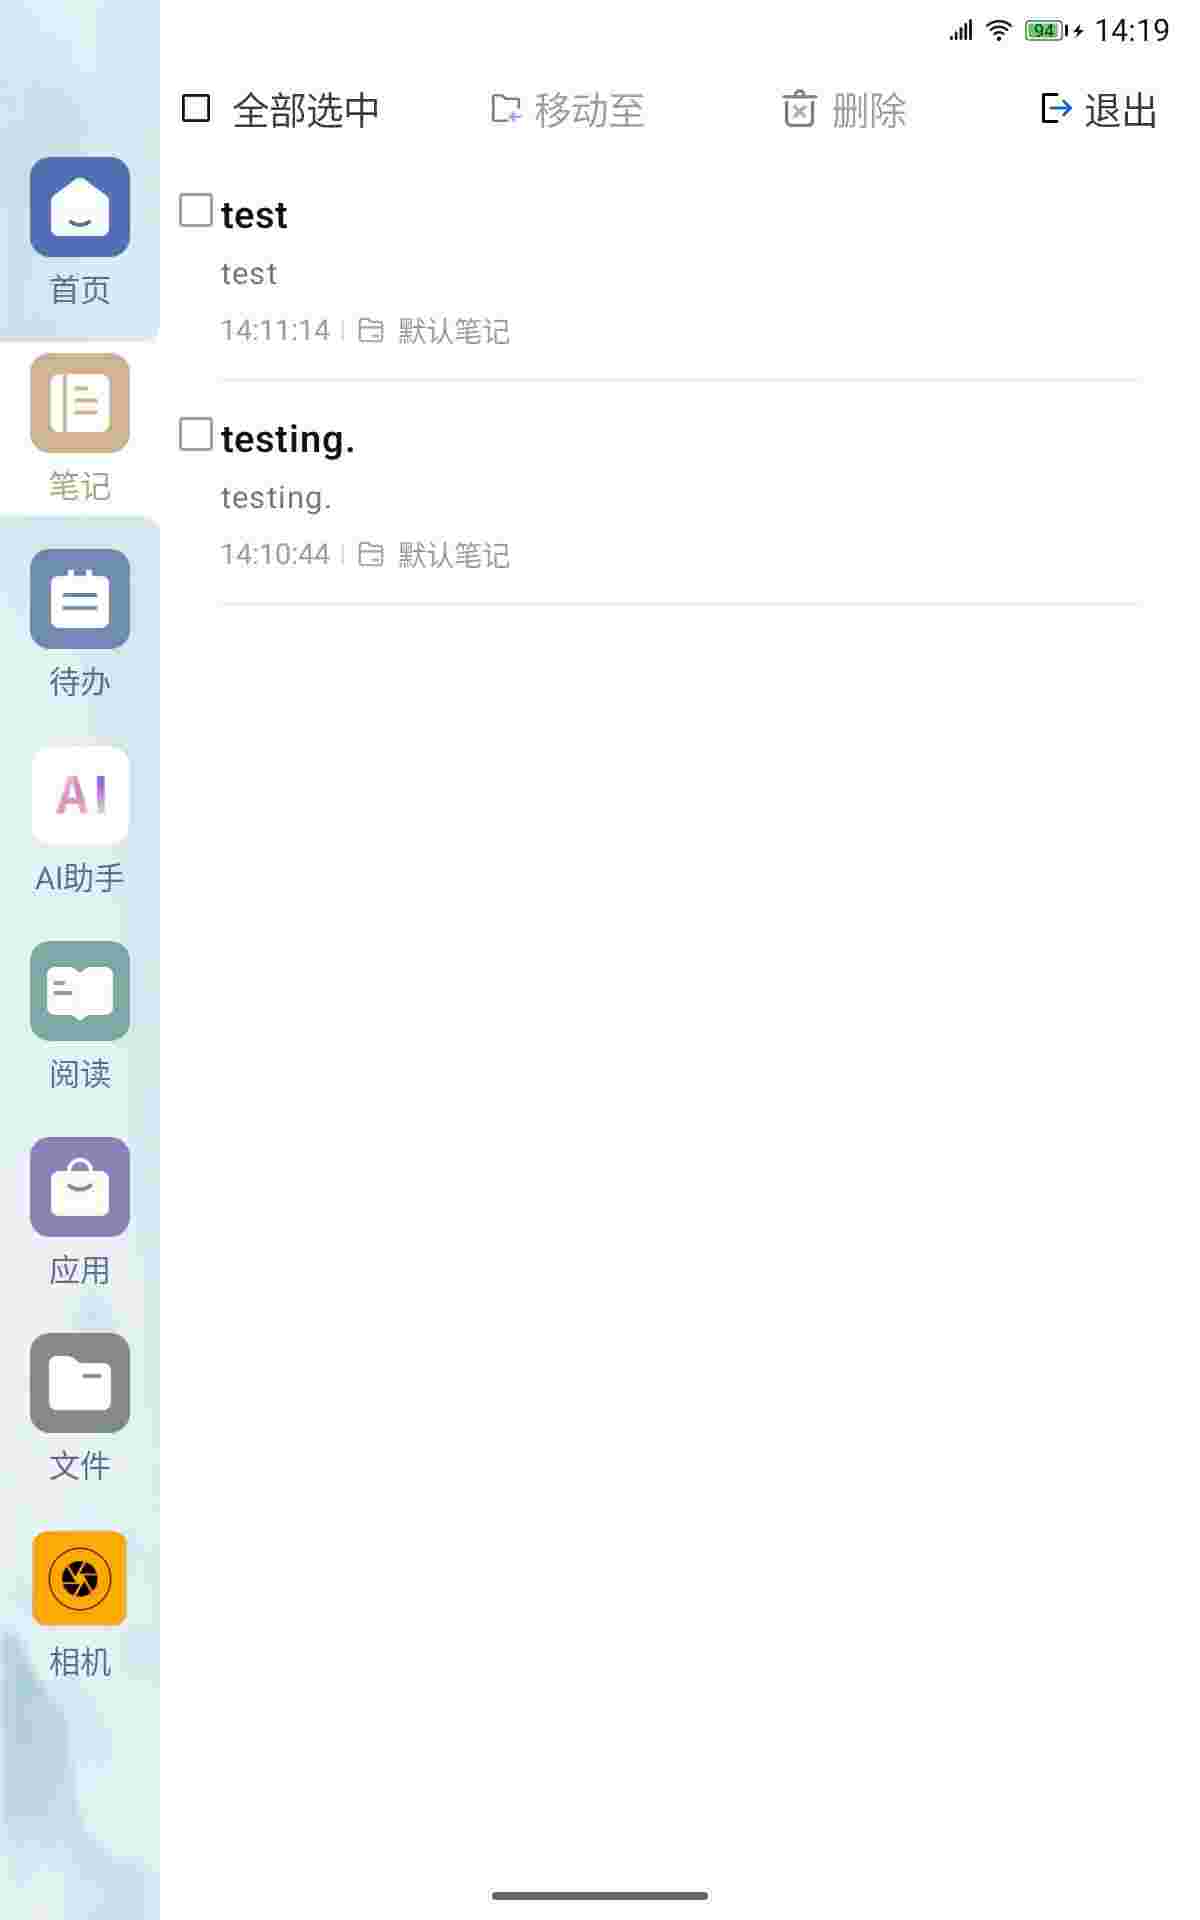 94 14:19
全部选中 移动至 删除 退出
test
test
14:11:14 默认笔记
testing.
testing.
14:10:44 默认笔记
首页
笔记
待办
AI
AI助手
阅读
应用
文件
相机